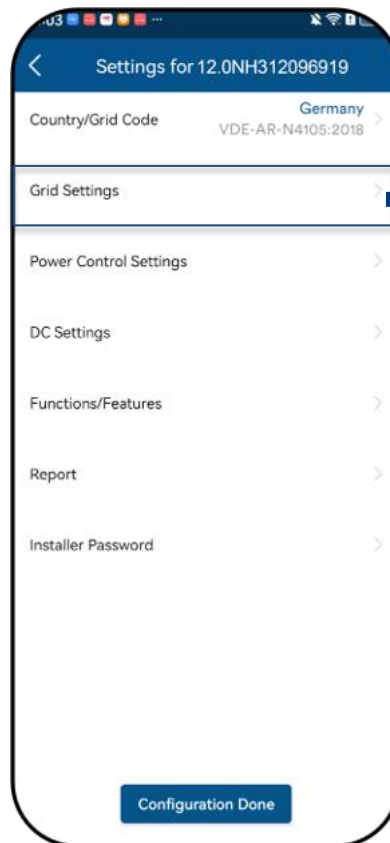 Settings for 12.0NH312096919
Country/Grid Code
Germany
VDE-AR-N4105:2018
Grid Settings
Power Control Settings
DC Settings
Functions/Features
Report
Installer Password
Configuration Done